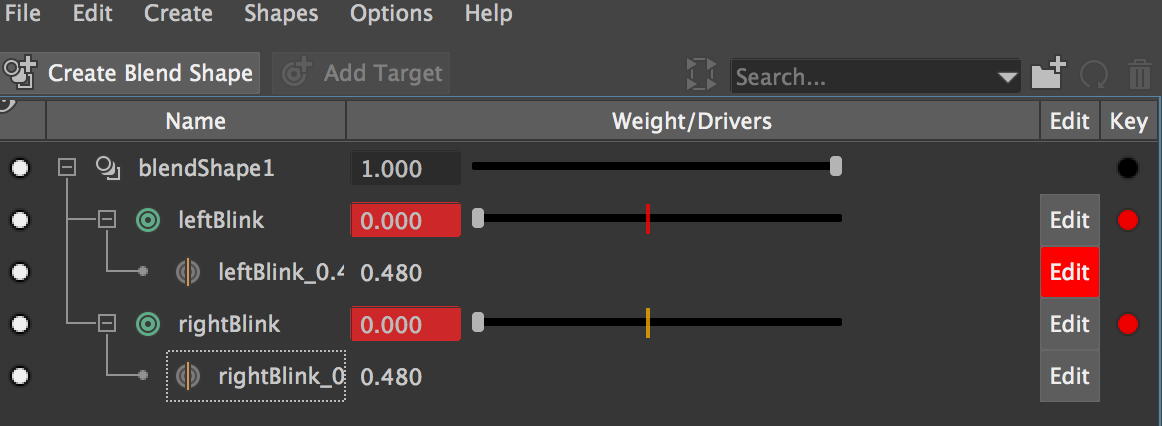 File Edit Create Shapes Options Help
Create Blend Shape Add Target Search...
Name Weight/Drivers Edit Key
blendShape1 1.000
leftBlink 0.000 Edit
leftBlink_0.4 0.480 Edit
rightBlink 0.000 Edit
rightBlink_0 0.480 Edit